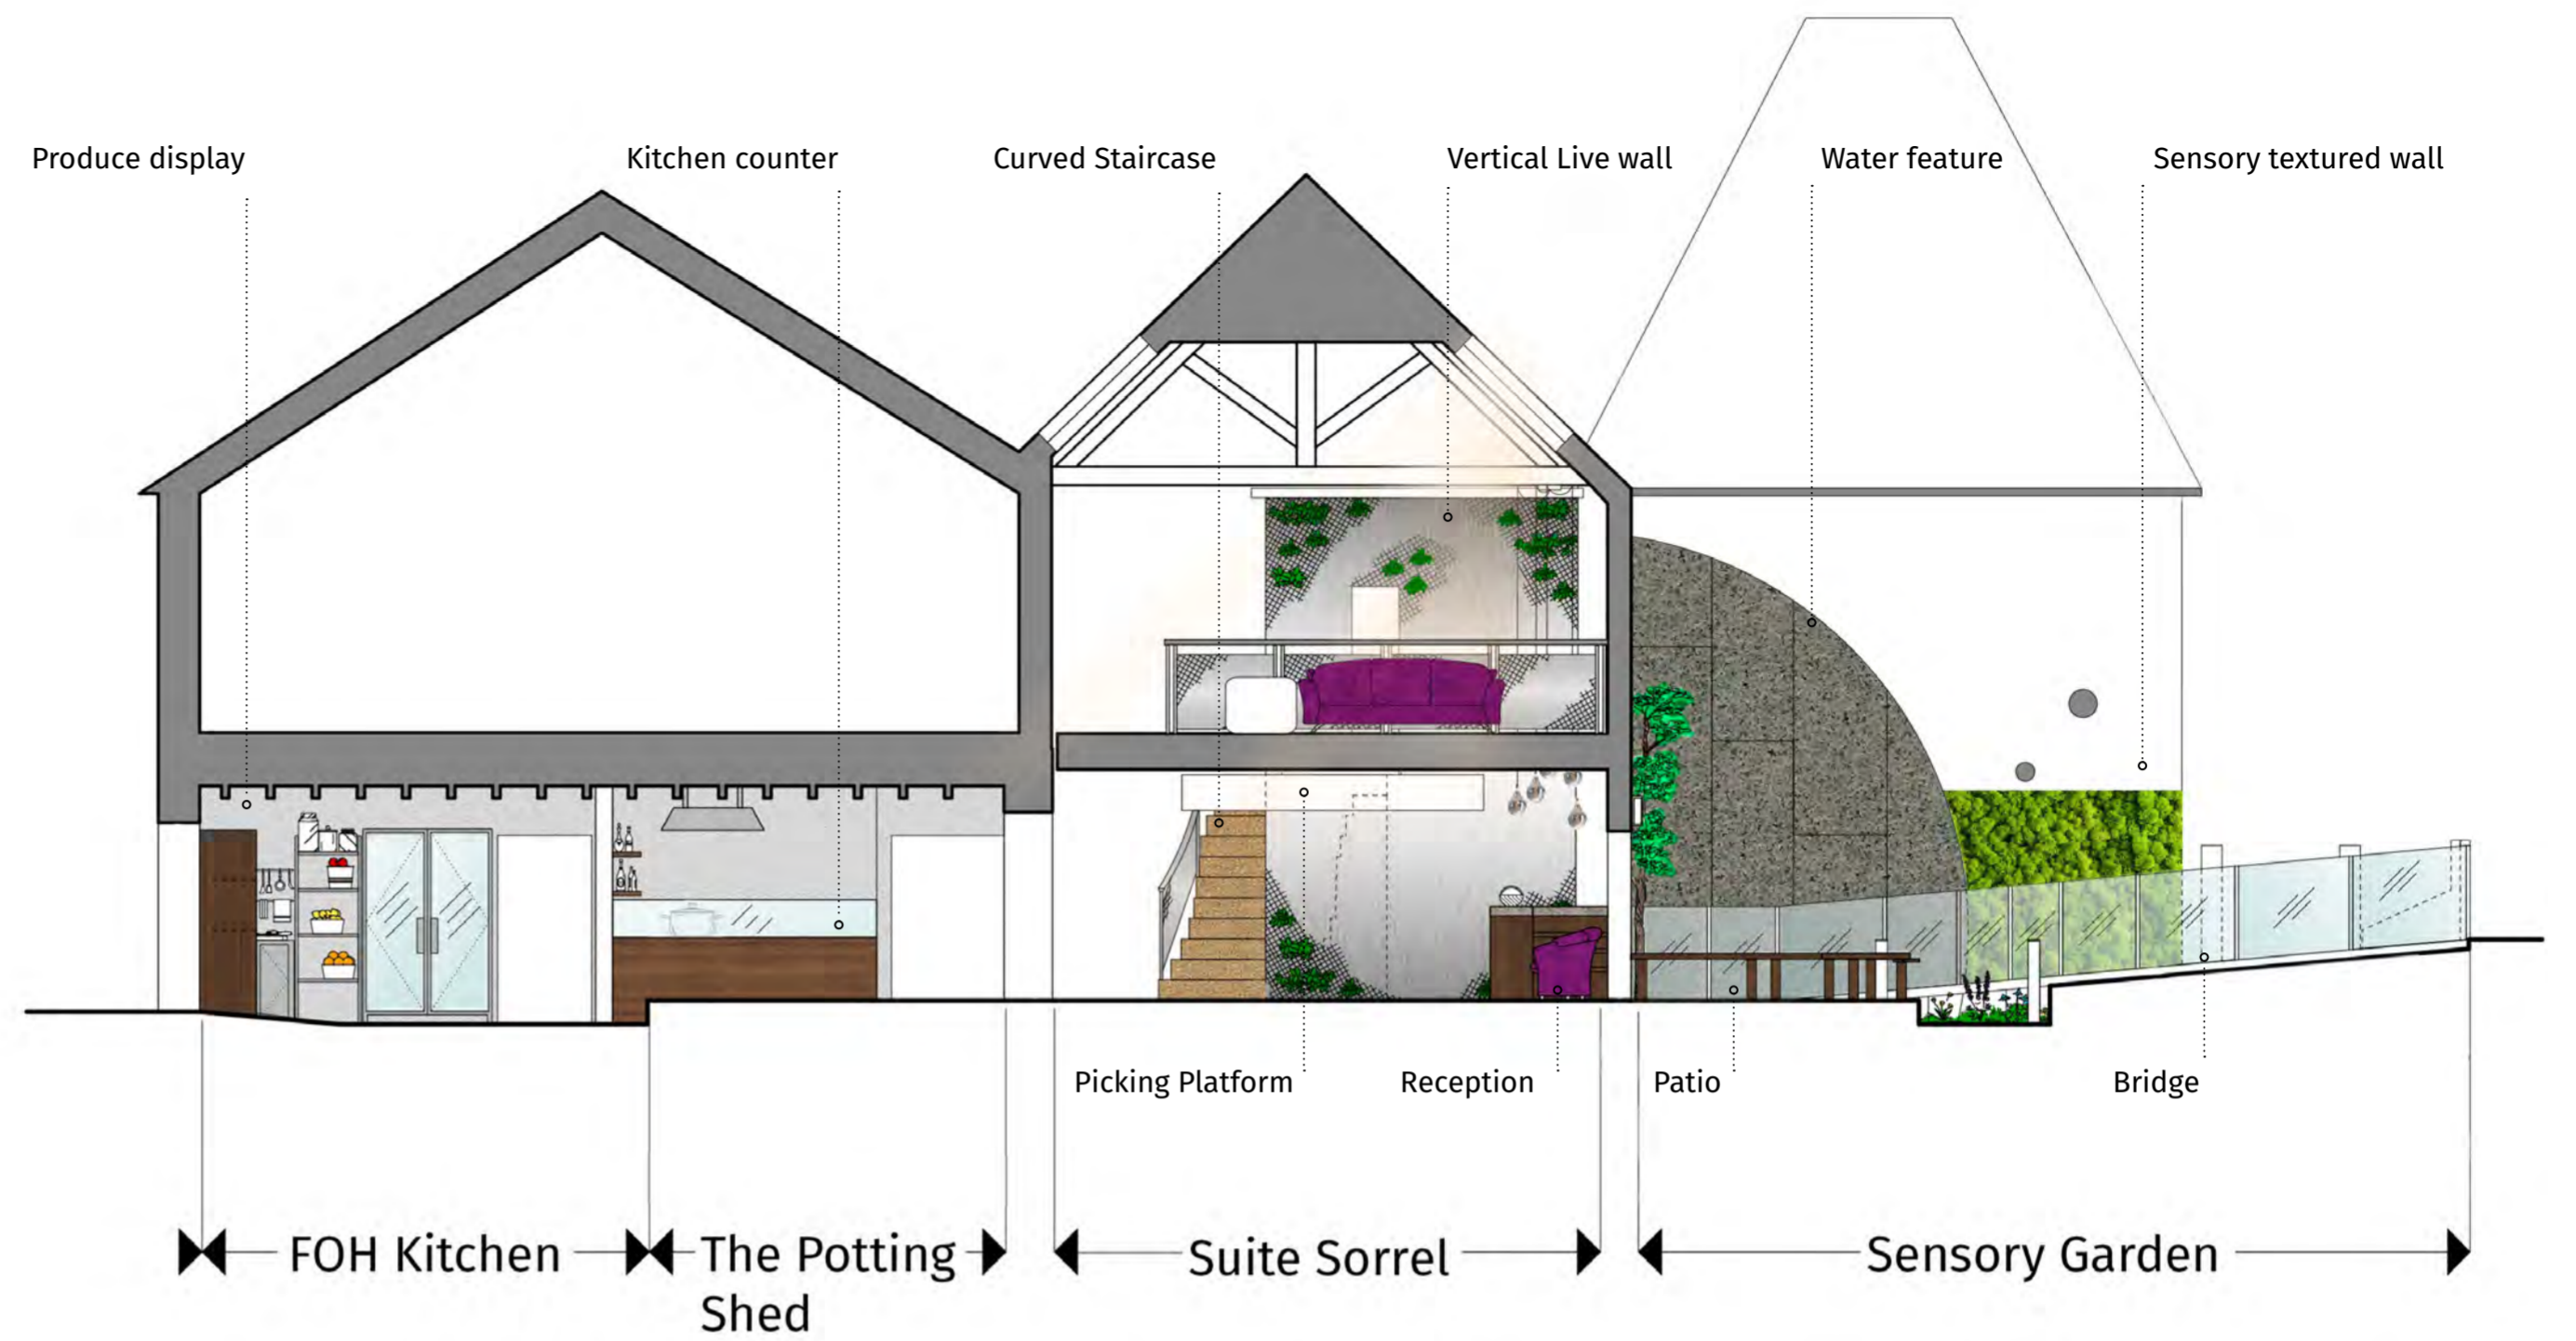 Produce display
Kitchen counter
Curved Staircase
Vertical Live wall
Water feature
Sensory textured wall
Picking Platform
Reception
Patio
Bridge
FOH Kitchen
The Potting
Shed
Suite Sorrel
Sensory Garden